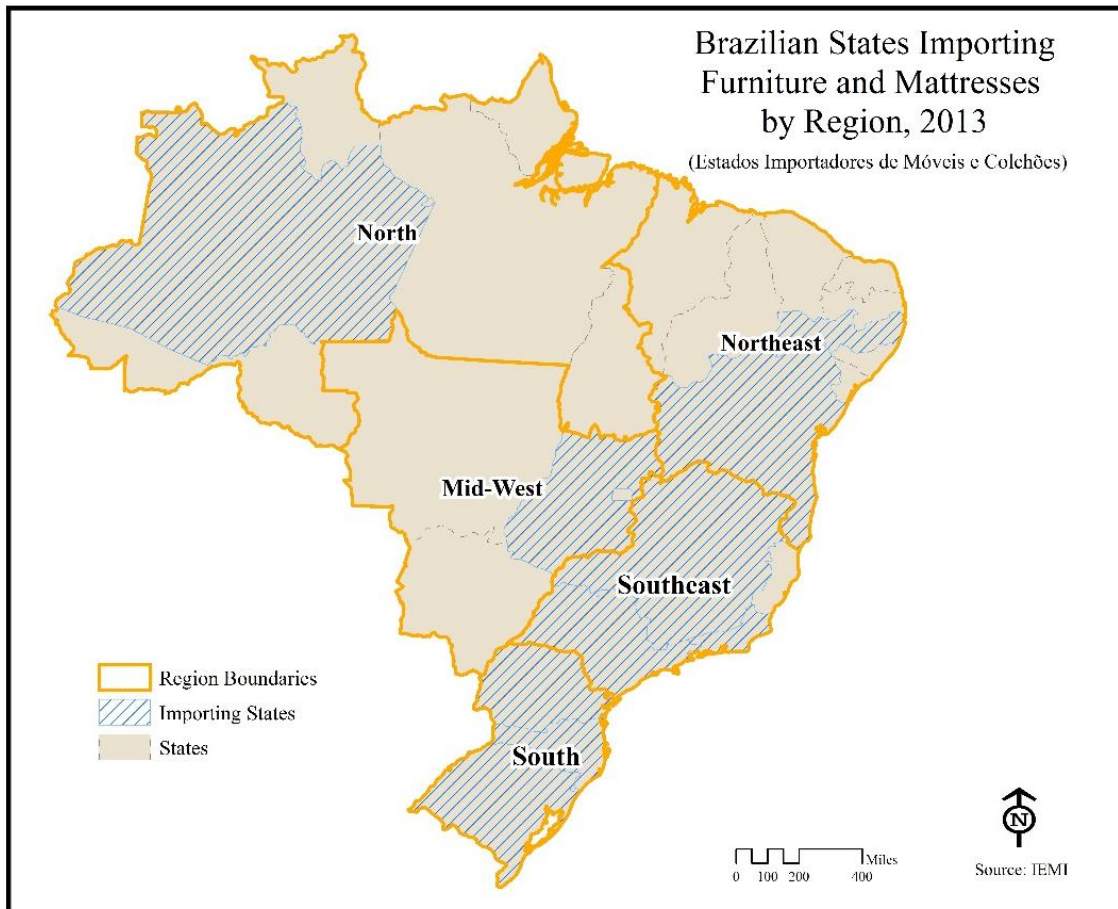 Brazilian States Importing
Furniture and Mattresses
by Region, 2013
(Estados Importadores de Móveis e Colchões)
North
Northeast
Mid-West
Southeast
South
Region Boundaries
Importing States
States
N
Miles
0 100 200 400
Source: IEMI